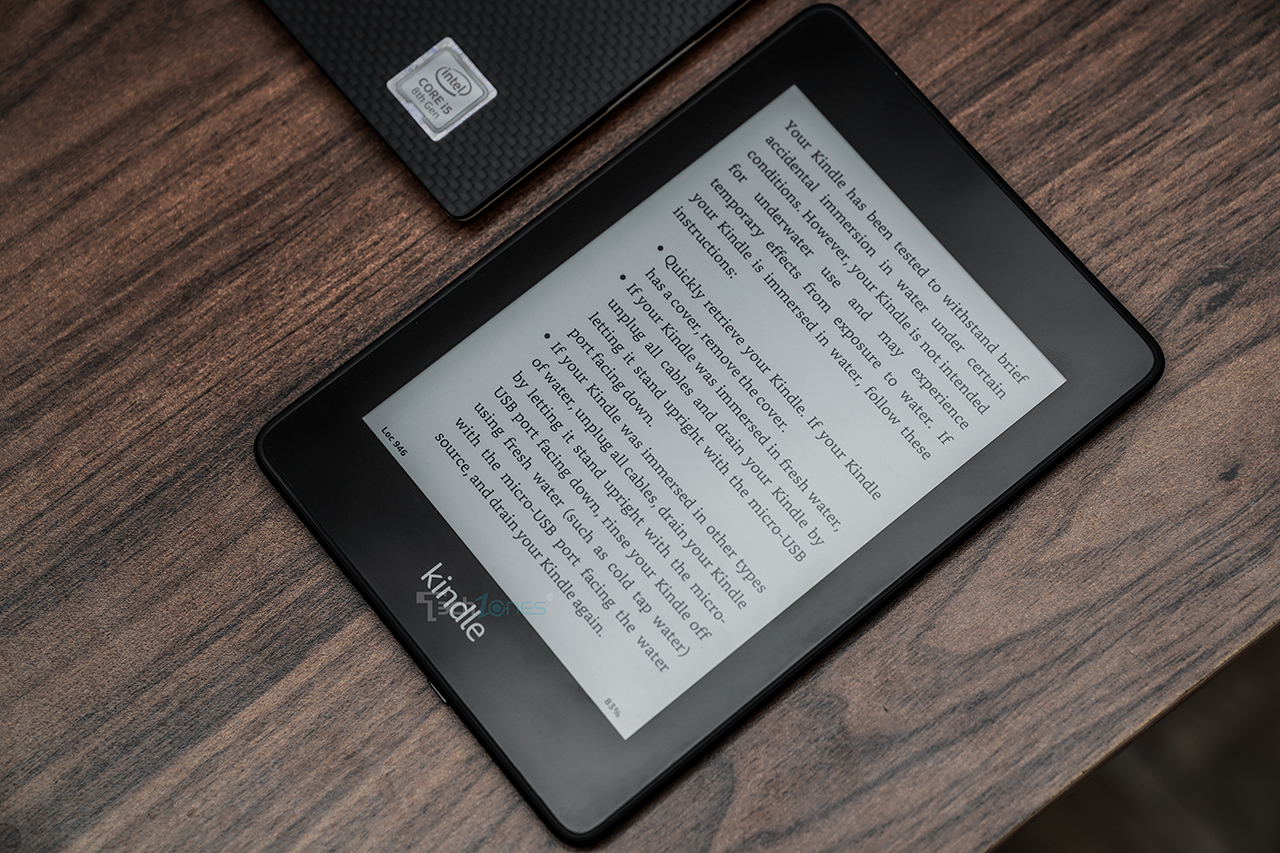 intel
CORE i5
8th Gen
Your Kindle has been tested to withstand brief
accidental immersion in water under certain
conditions. However, your Kindle is not intended
for underwater use and may experience
temporary effects from exposure to water. If
your Kindle is immersed in water, follow these
instructions:
• Quickly retrieve your Kindle. If your Kindle
has a cover, remove the cover.
• If your Kindle was immersed in fresh water,
unplug all cables and drain your Kindle by
letting it stand upright with the micro-USB
port facing down.
• If your Kindle was immersed in other types
of water, unplug all cables, drain your Kindle
by letting it stand upright with the micro-
USB port facing down, rinse your Kindle off
using fresh water (such as cold tap water)
with the micro-USB port facing the water
source, and drain your Kindle again.
Loc 946
83%
kindle
TechZones®